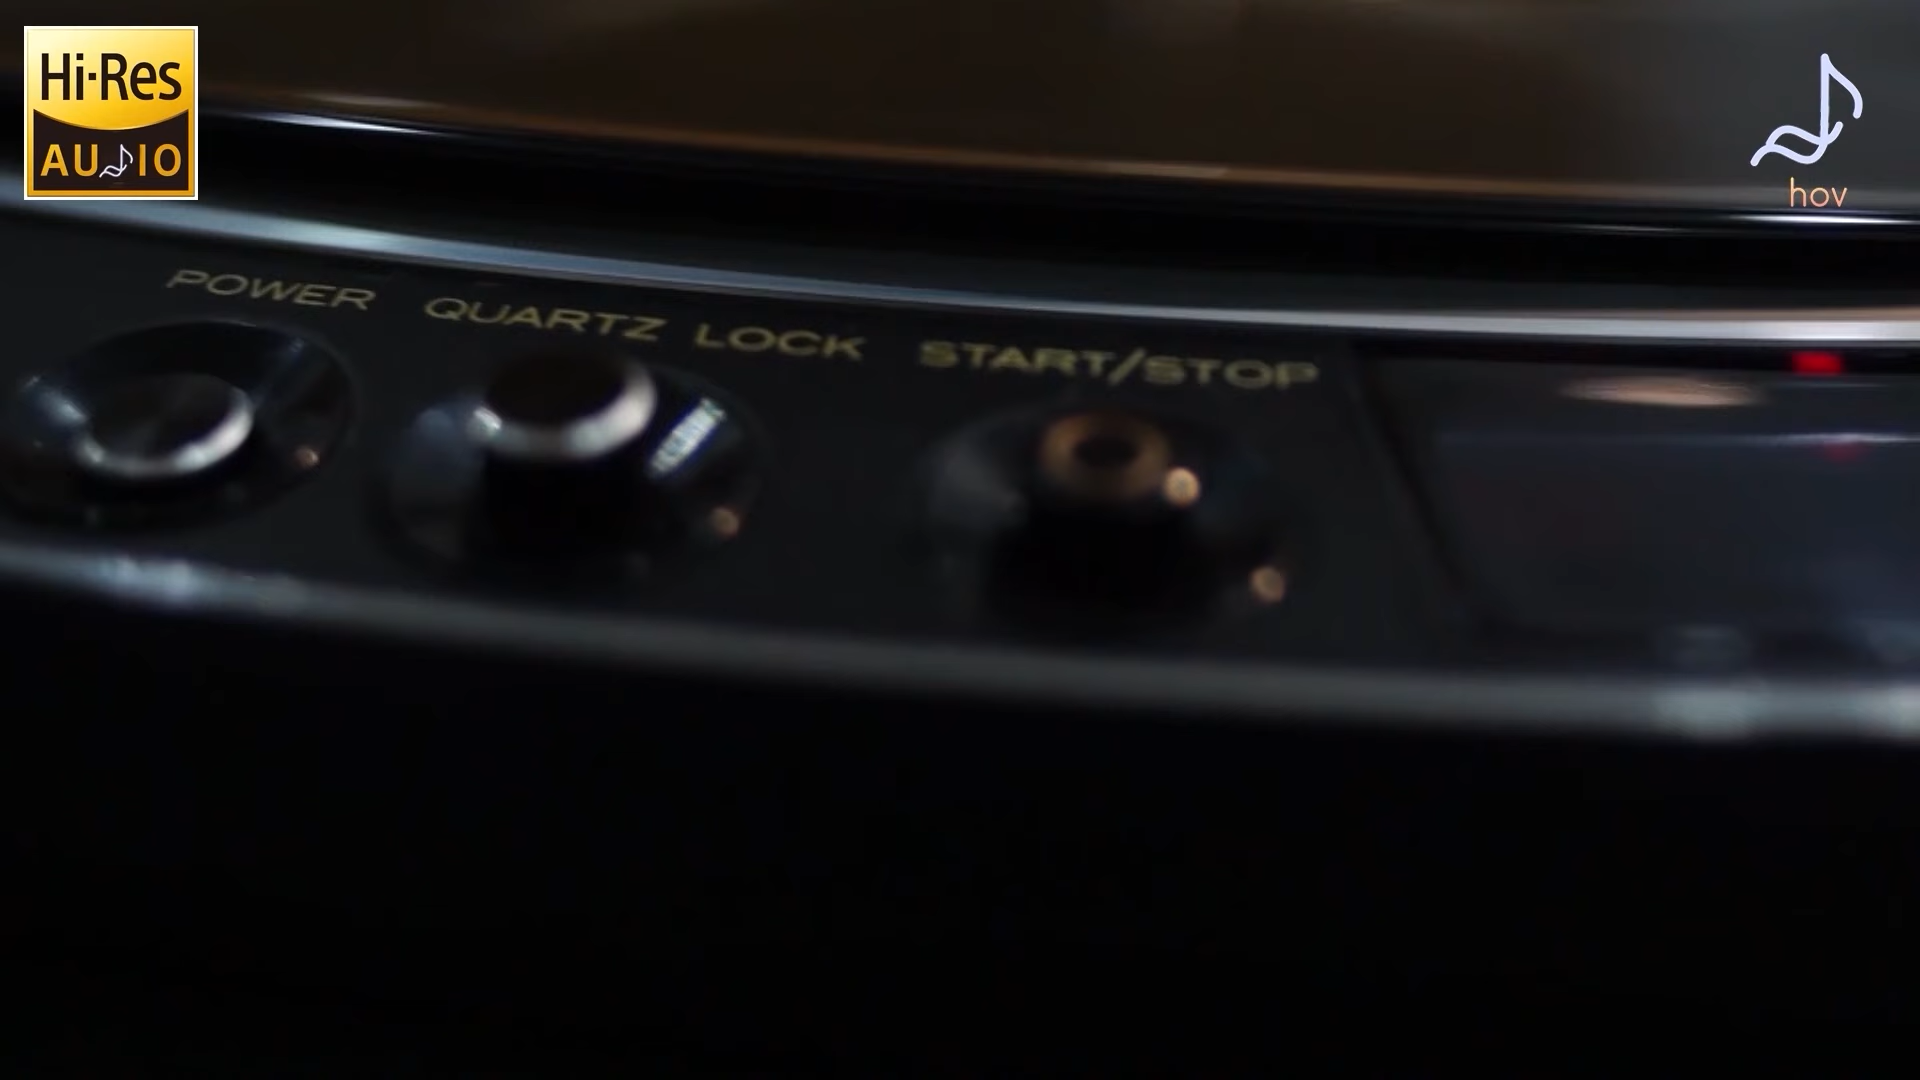 Hi-Res
AUDIO
hov
POWER
QUARTZ LOCK
START/STOP